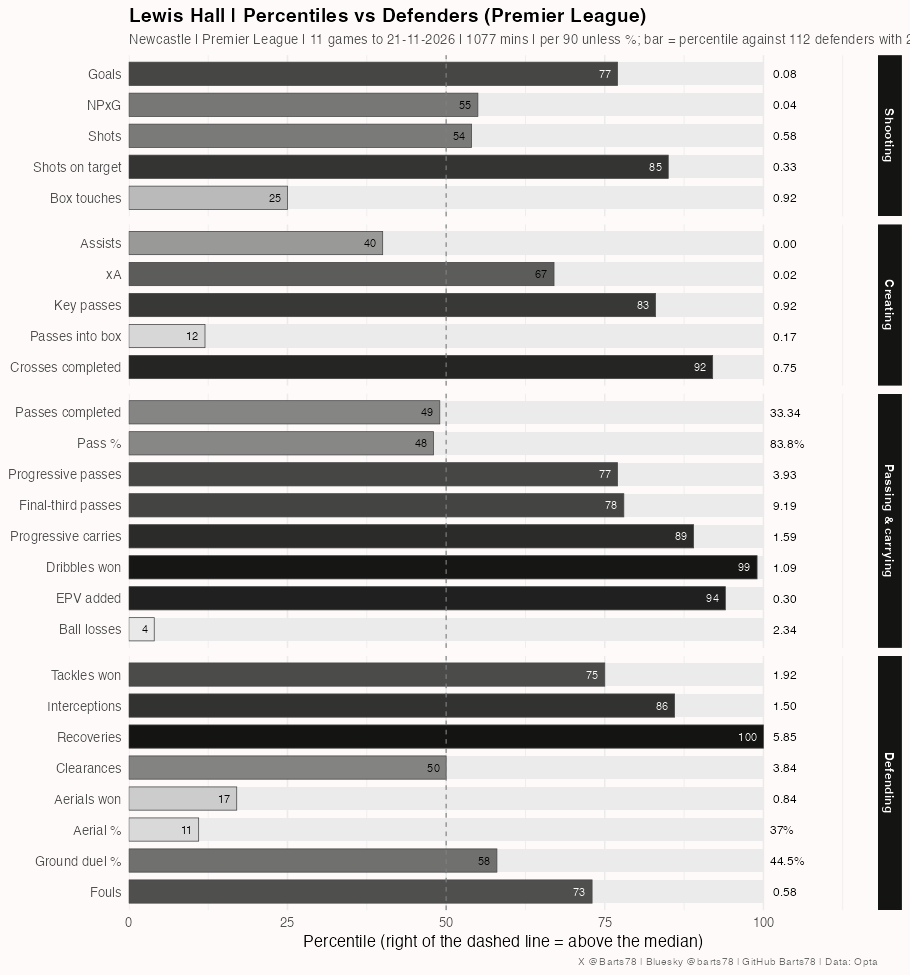 Lewis Hall | Percentiles vs Defenders (Premier League)
Newcastle | Premier League | 11 games to 21-11-2026 | 1077 mins | per 90 unless %; bar = percentile against 112 defenders with 2
Goals 77 0.08
NPxG 55 0.04
Shots 54 0.58
Shots on target 85 0.33
Box touches 25 0.92
Shooting
Assists 40 0.00
xA 67 0.02
Key passes 83 0.92
Passes into box 12 0.17
Crosses completed 92 0.75
Creating
Passes completed 49 33.34
Pass % 48 83.8%
Progressive passes 77 3.93
Final-third passes 78 9.19
Progressive carries 89 1.59
Dribbles won 99 1.09
EPV added 94 0.30
Ball losses 4 2.34
Passing & carrying
Tackles won 75 1.92
Interceptions 86 1.50
Recoveries 100 5.85
Clearances 50 3.84
Aerials won 17 0.84
Aerial % 11 37%
Ground duel % 58 44.5%
Fouls 73 0.58
Defending
0 25 50 75 100
Percentile (right of the dashed line = above the median)
X @Barts78 | Bluesky @barts78 | GitHub Barts78 | Data: Opta